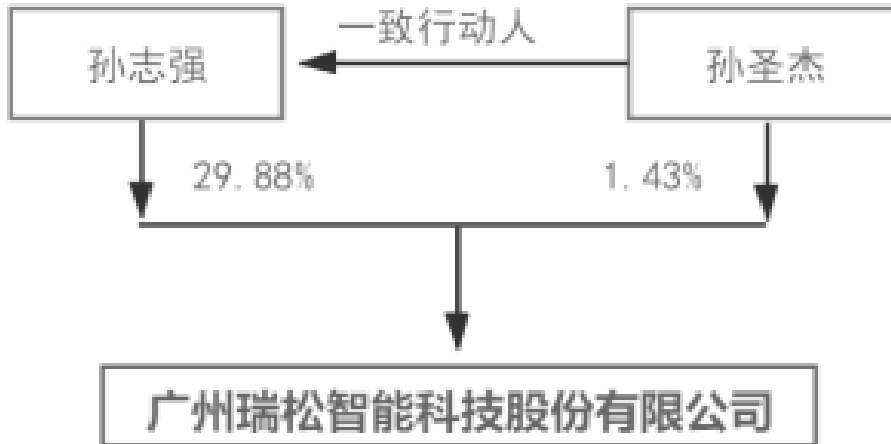 一致行动人
孙志强
孙圣杰
29.88%
1.43%
广州瑞松智能科技股份有限公司